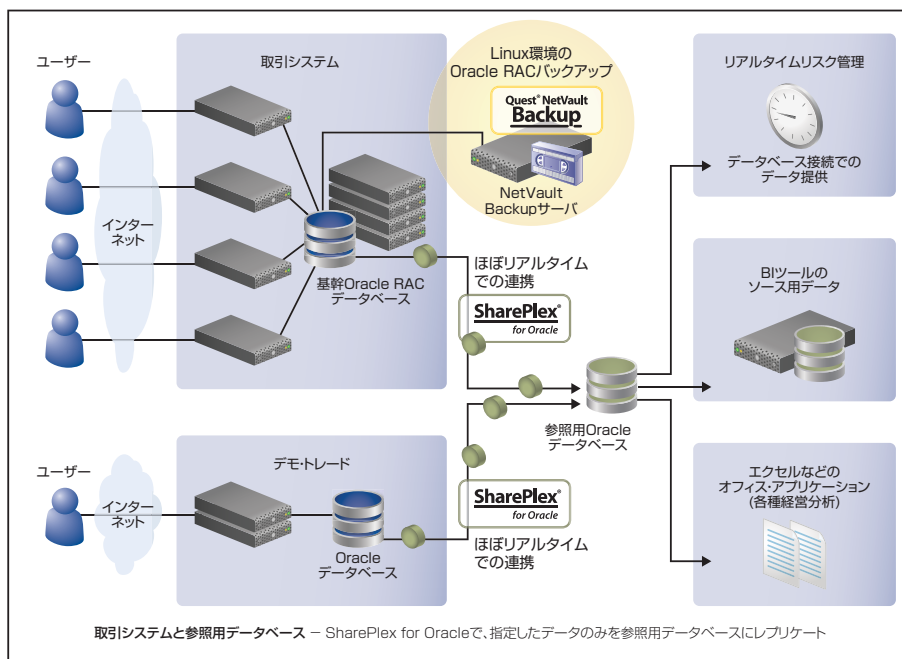 ユーザー
取引システム
インター
ネット
基幹Oracle RAC
データベース
Linux環境の
Oracle RACバックアップ
Quest® NetVault
Backup
NetVault
Backupサーバ
ほぼリアルタイム
での連携
SharePlex®
for Oracle
リアルタイムリスク管理
データベース接続での
データ提供
BIツールの
ソース用データ
参照用Oracle
データベース
ユーザー
インター
ネット
デモ・トレード
Oracle
データベース
SharePlex®
for Oracle
ほぼリアルタイム
での連携
エクセルなどの
オフィス・アプリケーション
(各種経営分析)
取引システムと参照用データベース − SharePlex for Oracleで、指定したデータのみを参照用データベースにレプリケート